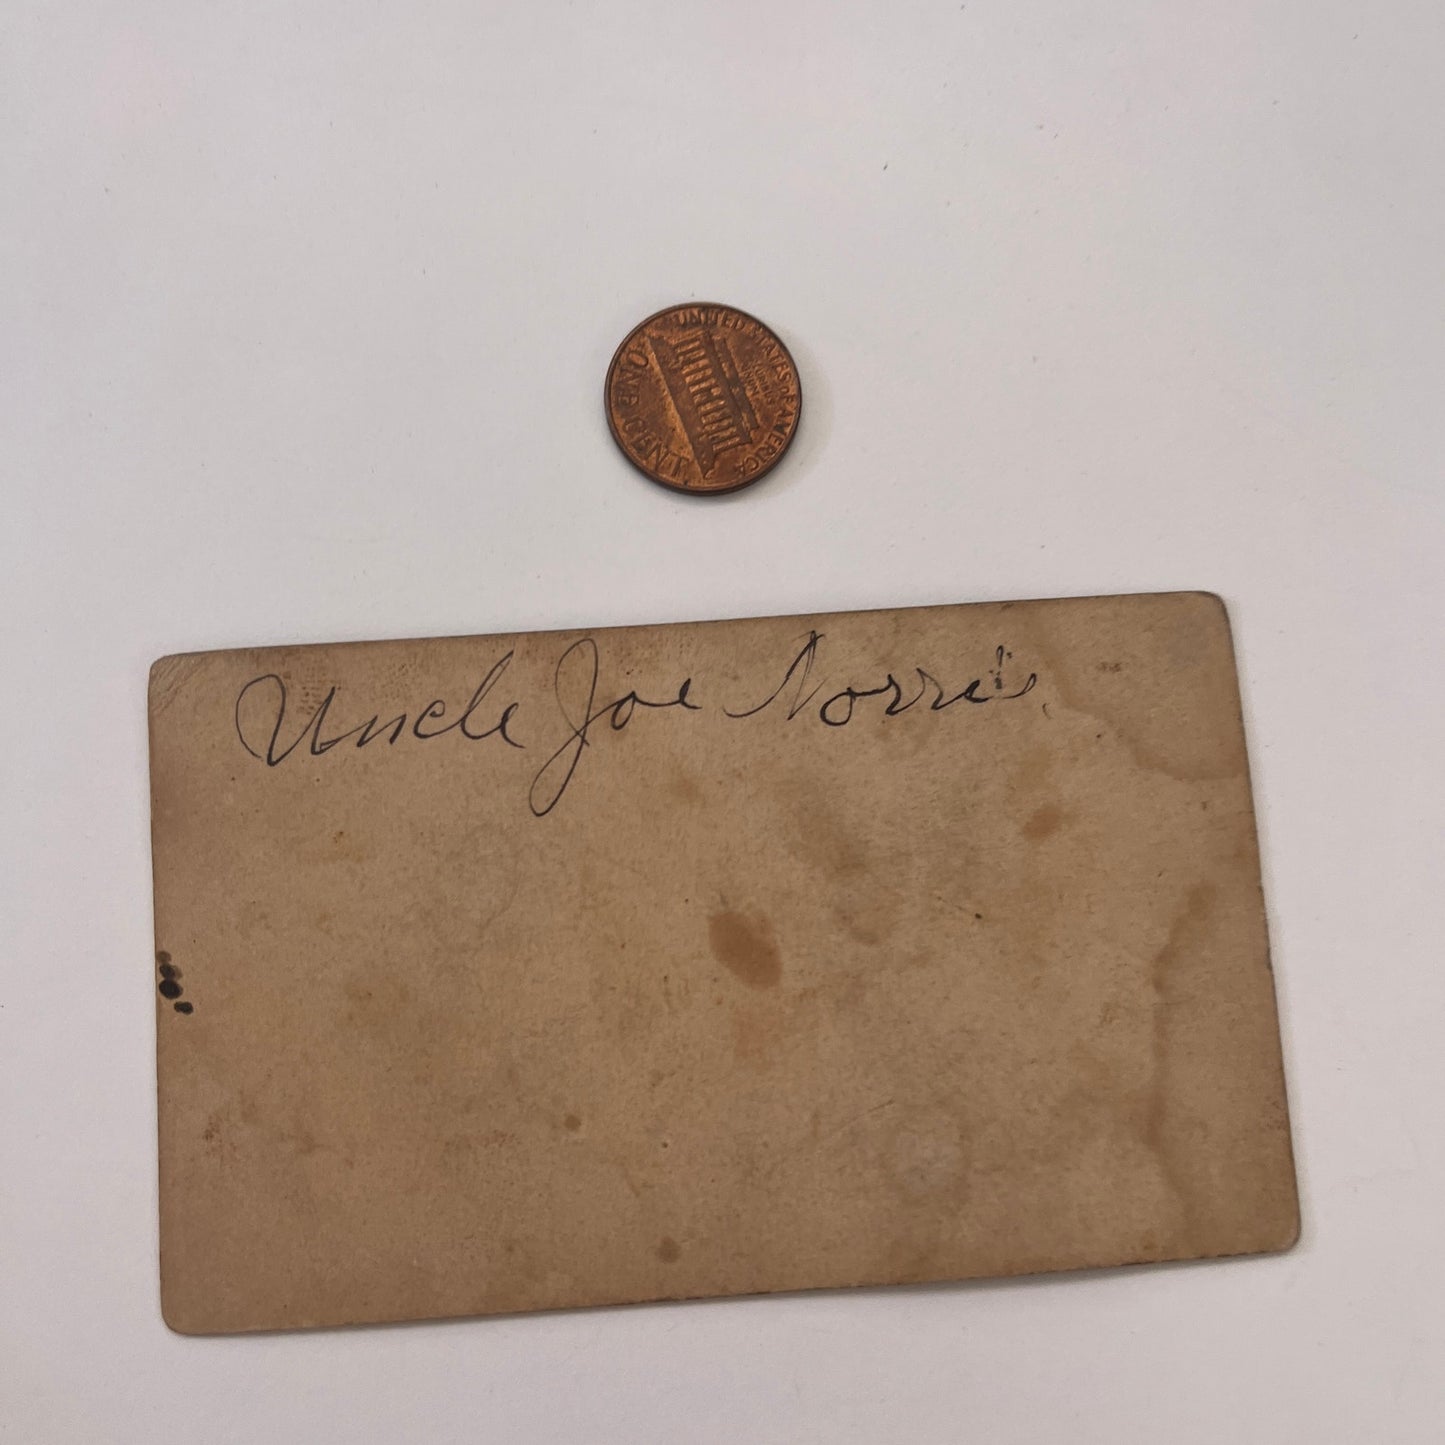 UNITED STATES OF AMERICA
ONE CENT
Uncle Joe Norris